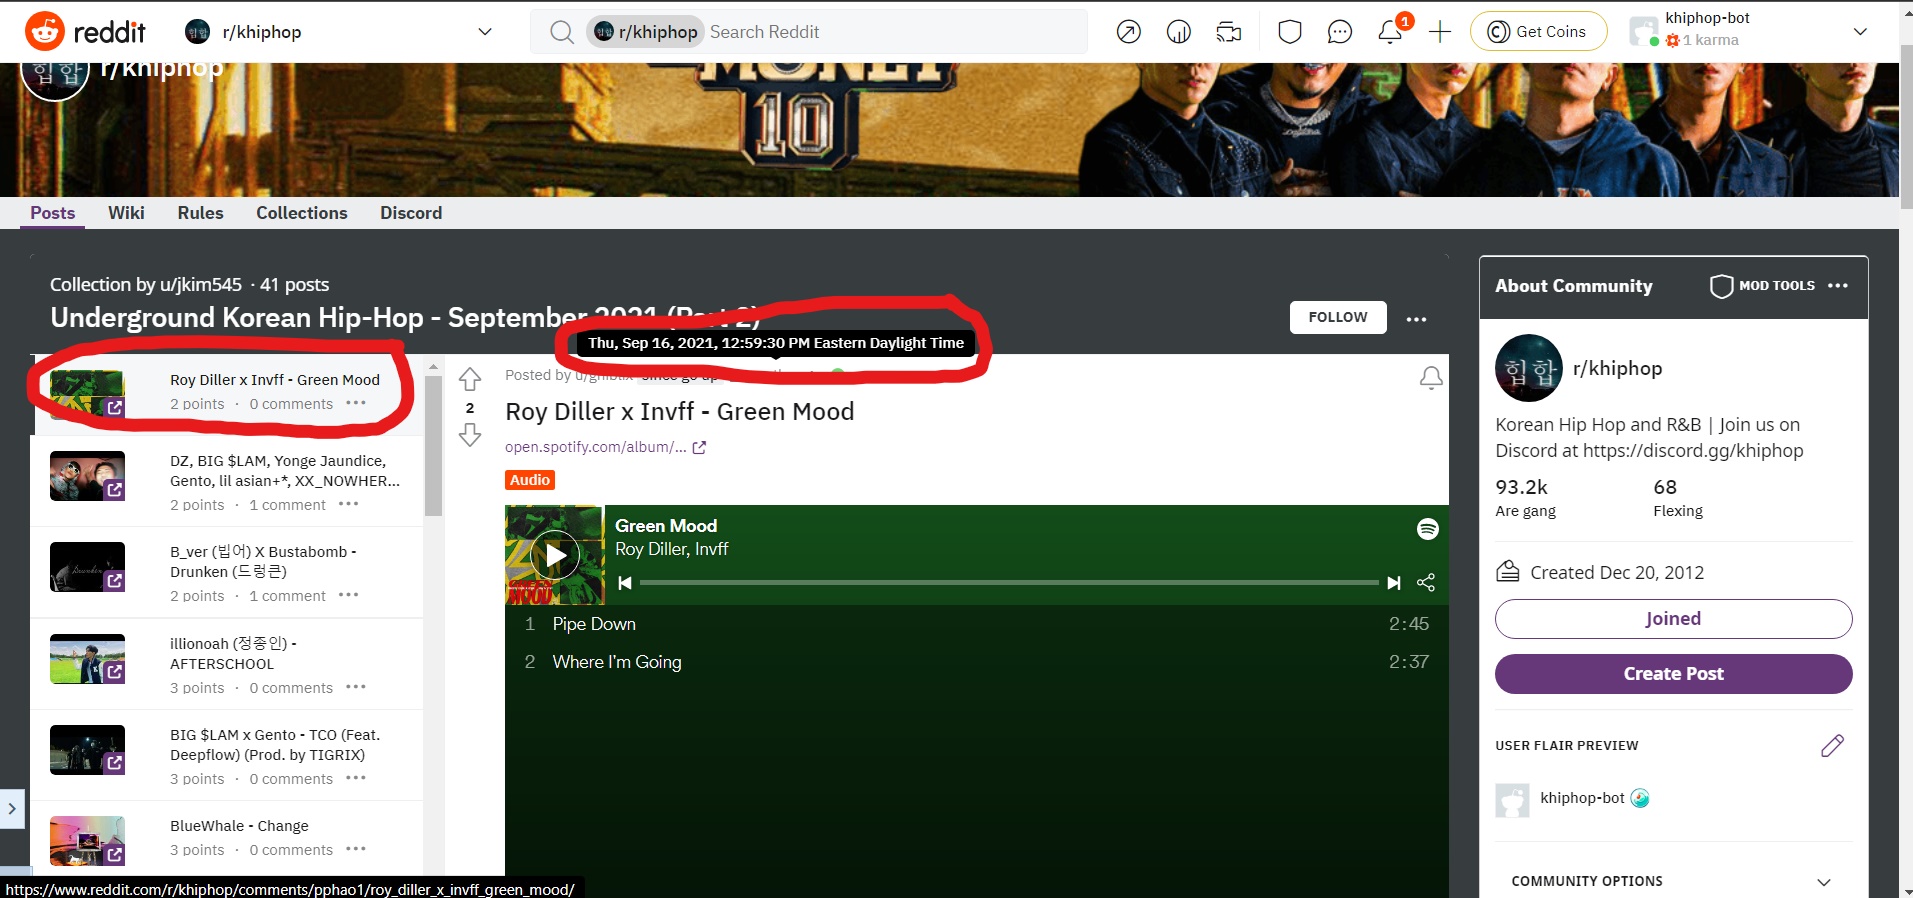 reddit
r/khiphop
r/khiphop Search Reddit
1
Get Coins
khiphop-bot
1 karma
힙합 r/khiphop
MONEY
10
Posts
Wiki
Rules
Collections
Discord
Collection by u/jkim545 · 41 posts
Underground Korean Hip-Hop - September 2021 (Part 2)
FOLLOW
Thu, Sep 16, 2021, 12:59:30 PM Eastern Daylight Time
Roy Diller x Invff - Green Mood
2 points · 0 comments
DZ, BIG $LAM, Yonge Jaundice,
Gento, lil asian+*, XX_NOWHER...
2 points · 1 comment
B_ver (빕어) X Bustabomb -
Drunken (드렁큰)
2 points · 1 comment
illionoah (정종인) -
AFTERSCHOOL
3 points · 0 comments
BIG $LAM x Gento - TCO (Feat.
Deepflow) (Prod. by TIGRIX)
3 points · 0 comments
BlueWhale - Change
3 points · 0 comments
Posted by
2
Roy Diller x Invff - Green Mood
open.spotify.com/album/...
Audio
Green Mood
Roy Diller, Invff
1 Pipe Down 2:45
2 Where I'm Going 2:37
About Community
MOD TOOLS
힙합
r/khiphop
Korean Hip Hop and R&B | Join us on
Discord at https://discord.gg/khiphop
93.2k
68
Are gang
Flexing
Created Dec 20, 2012
Joined
Create Post
USER FLAIR PREVIEW
khiphop-bot
COMMUNITY OPTIONS
https://www.reddit.com/r/khiphop/comments/pphao1/roy_diller_x_invff_green_mood/